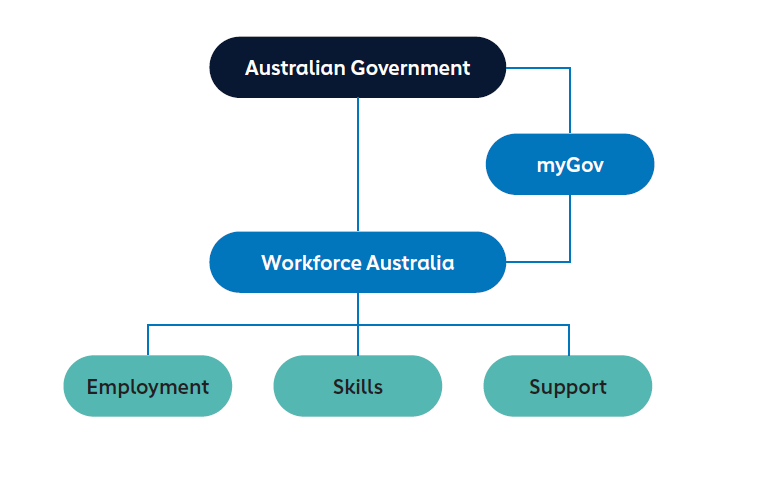 Australian Government
myGov
Workforce Australia
Employment
Skills
Support